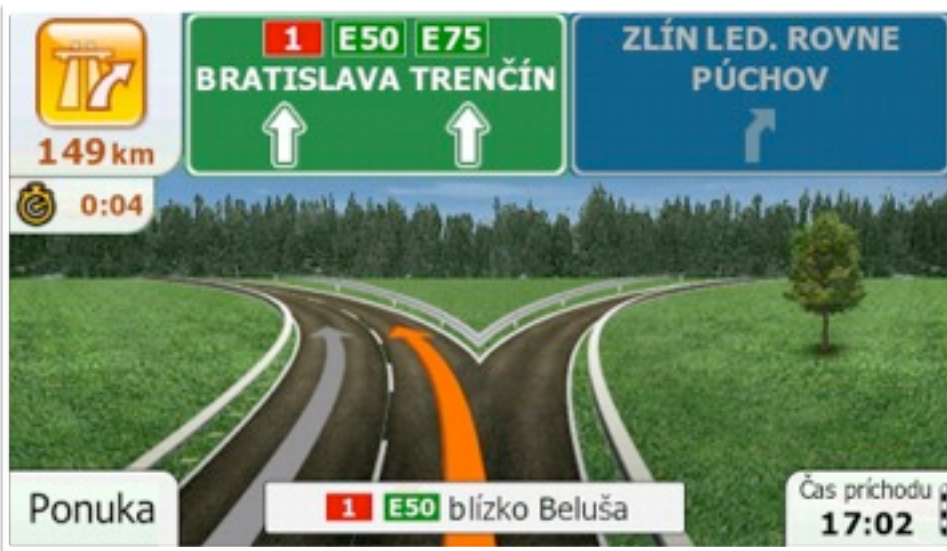 1 E50 E75
BRATISLAVA TRENČÍN
ZLÍN LED. ROVNE
PÚCHOV
149 km
0:04
Ponuka
1 E50 blízko Beluša
Čas príchodu
17:02